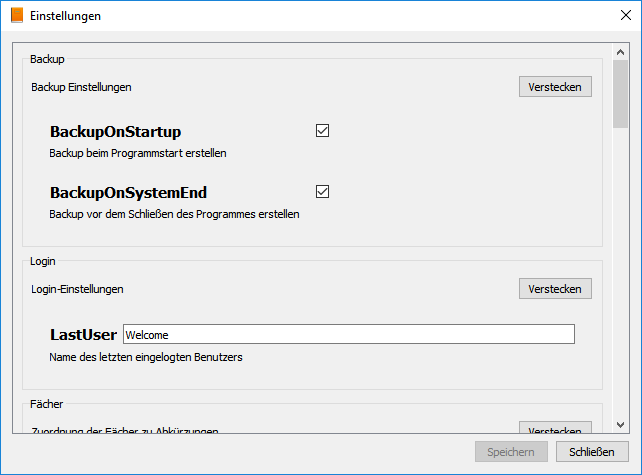 Einstellungen
Backup
Backup Einstellungen
Verstecken
BackupOnStartup
Backup beim Programmstart erstellen
BackupOnSystemEnd
Backup vor dem Schließen des Programmes erstellen
Login
Login-Einstellungen
Verstecken
LastUser
Welcome
Name des letzten eingelogten Benutzers
Fächer
Zuordnung der Fächer zu Abkürzungen
Verstecken
Speichern
Schließen